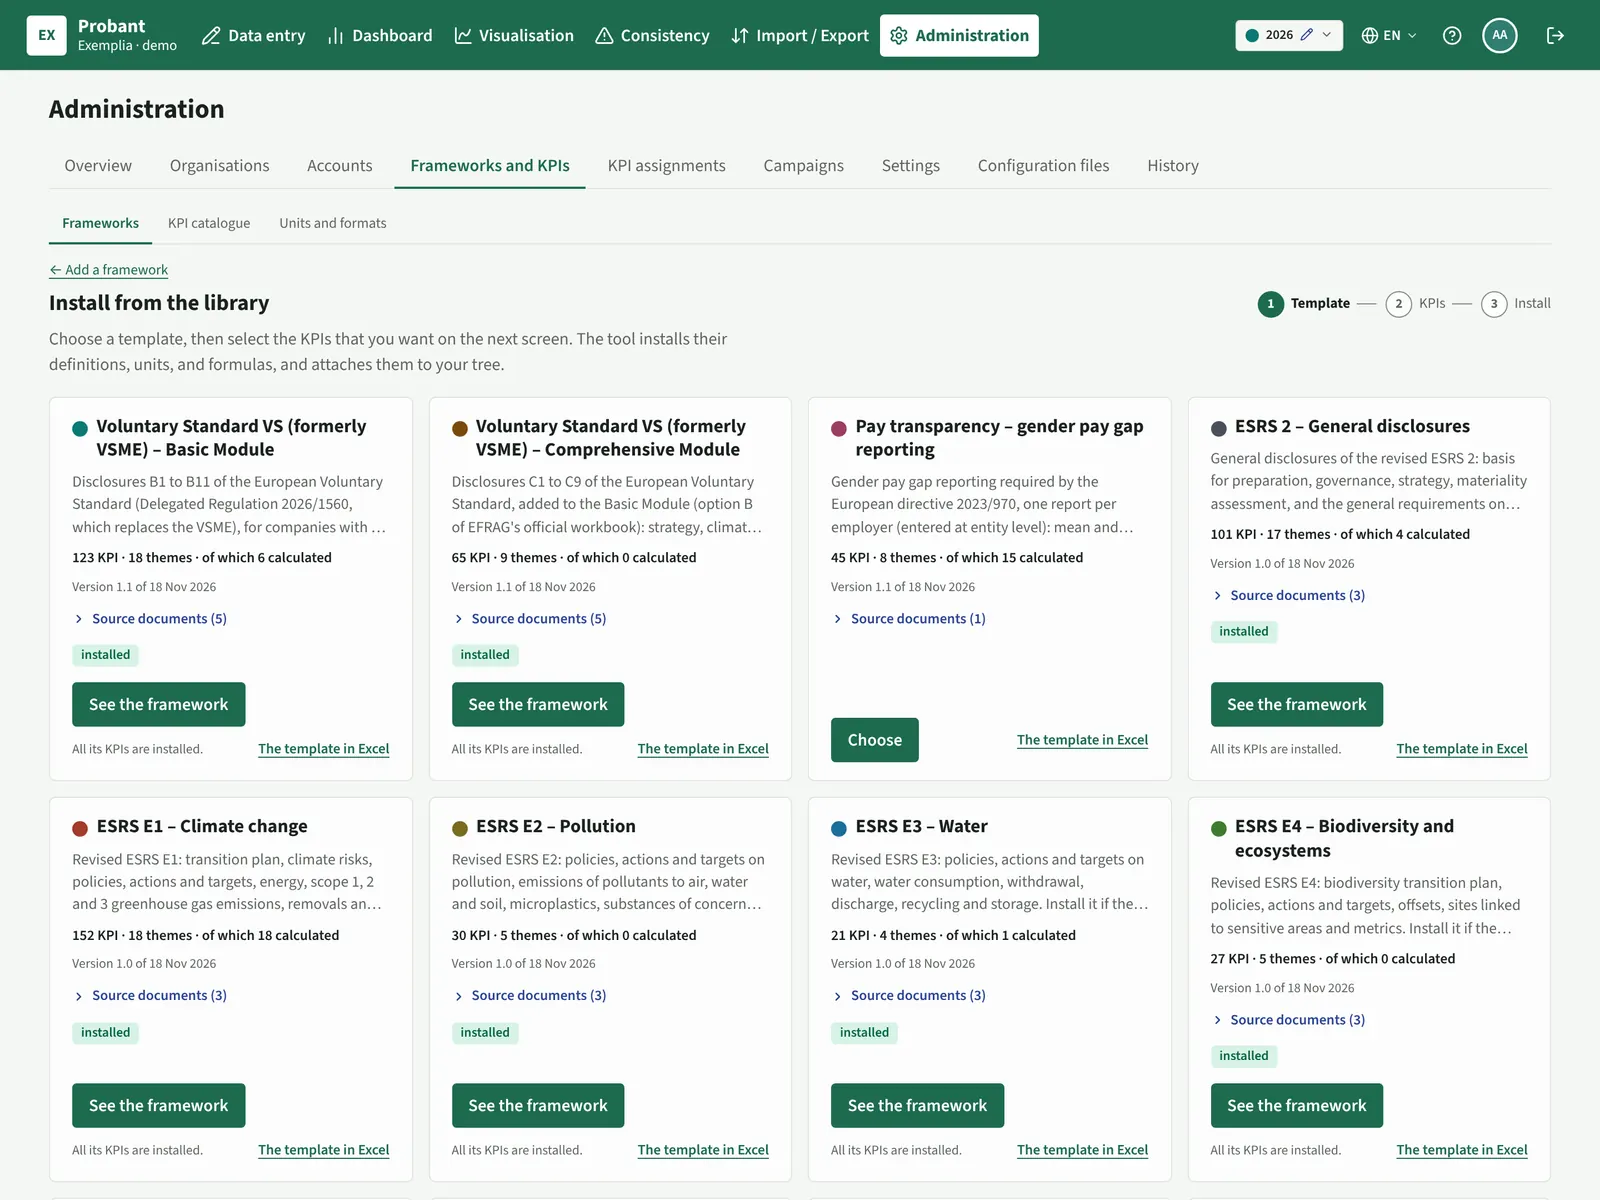 EX
Probant
Exemplia · demo
Data entry
Dashboard
Visualisation
Consistency
Import / Export
Administration
2026
EN
AA
Administration
Overview
Organisations
Accounts
Frameworks and KPIs
KPI assignments
Campaigns
Settings
Configuration files
History
Frameworks
KPI catalogue
Units and formats
← Add a framework
Install from the library
1 Template
2 KPIs
3 Install
Choose a template, then select the KPIs that you want on the next screen. The tool installs their
definitions, units, and formulas, and attaches them to your tree.
Voluntary Standard VS (formerly
VSME) – Basic Module
Disclosures B1 to B11 of the European Voluntary
Standard (Delegated Regulation 2026/1560,
which replaces the VSME), for companies with …
123 KPI · 18 themes · of which 6 calculated
Version 1.1 of 18 Nov 2026
Source documents (5)
installed
See the framework
All its KPIs are installed.
The template in Excel
Voluntary Standard VS (formerly
VSME) – Comprehensive Module
Disclosures C1 to C9 of the European Voluntary
Standard, added to the Basic Module (option B
of EFRAG's official workbook): strategy, climat…
65 KPI · 9 themes · of which 0 calculated
Version 1.1 of 18 Nov 2026
Source documents (5)
installed
See the framework
All its KPIs are installed.
The template in Excel
Pay transparency – gender pay gap
reporting
Gender pay gap reporting required by the
European directive 2023/970, one report per
employer (entered at entity level): mean and…
45 KPI · 8 themes · of which 15 calculated
Version 1.1 of 18 Nov 2026
Source documents (1)
Choose
The template in Excel
ESRS 2 – General disclosures
General disclosures of the revised ESRS 2: basis
for preparation, governance, strategy, materiality
assessment, and the general requirements on…
101 KPI · 17 themes · of which 4 calculated
Version 1.0 of 18 Nov 2026
Source documents (3)
installed
See the framework
All its KPIs are installed.
The template in Excel
ESRS E1 – Climate change
Revised ESRS E1: transition plan, climate risks,
policies, actions and targets, energy, scope 1, 2
and 3 greenhouse gas emissions, removals an…
152 KPI · 18 themes · of which 18 calculated
Version 1.0 of 18 Nov 2026
Source documents (3)
installed
See the framework
All its KPIs are installed.
The template in Excel
ESRS E2 – Pollution
Revised ESRS E2: policies, actions and targets on
pollution, emissions of pollutants to air, water
and soil, microplastics, substances of concern…
30 KPI · 5 themes · of which 0 calculated
Version 1.0 of 18 Nov 2026
Source documents (3)
installed
See the framework
All its KPIs are installed.
The template in Excel
ESRS E3 – Water
Revised ESRS E3: policies, actions and targets on
water, water consumption, withdrawal,
discharge, recycling and storage. Install it if the…
21 KPI · 4 themes · of which 1 calculated
Version 1.0 of 18 Nov 2026
Source documents (3)
installed
See the framework
All its KPIs are installed.
The template in Excel
ESRS E4 – Biodiversity and
ecosystems
Revised ESRS E4: biodiversity transition plan,
policies, actions and targets, offsets, sites linked
to sensitive areas and metrics. Install it if the…
27 KPI · 5 themes · of which 0 calculated
Version 1.0 of 18 Nov 2026
Source documents (3)
installed
See the framework
All its KPIs are installed.
The template in Excel